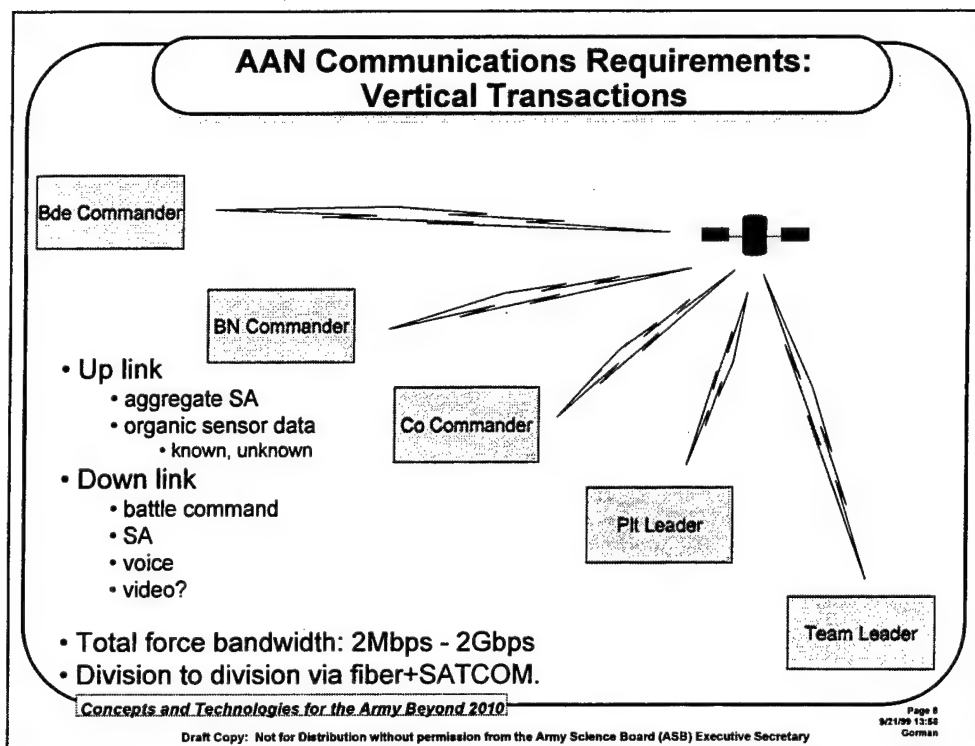 AAN Communications Requirements:
Vertical Transactions
Bde Commander
BN Commander
• Up link
• aggregate SA
• organic sensor data
• known, unknown
Co Commander
• Down link
• battle command
• SA
• voice
• video?
Plt Leader
Team Leader
• Total force bandwidth: 2Mbps - 2Gbps
• Division to division via fiber+SATCOM.
Concepts and Technologies for the Army Beyond 2010
Page 8
9/21/99 13:58
Gorman
Draft Copy: Not for Distribution without permission from the Army Science Board (ASB) Executive Secretary